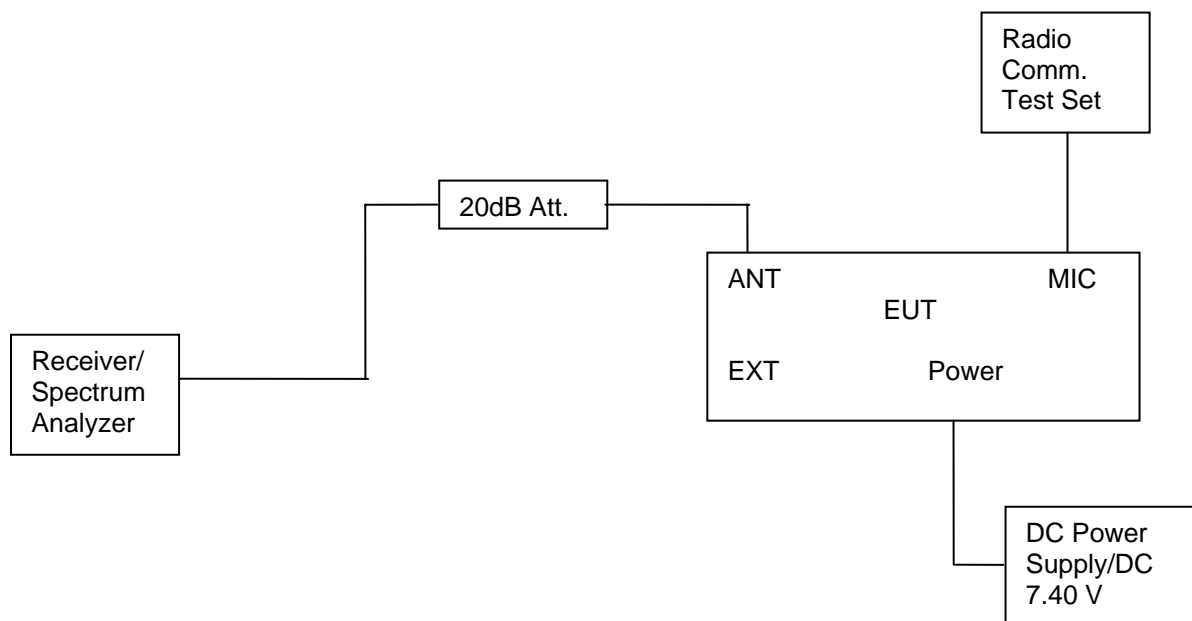 Radio
Comm.
Test Set
20dB Att.
ANT
MIC
EUT
Receiver/
Spectrum
Analyzer
EXT
Power
DC Power
Supply/DC
7.40 V